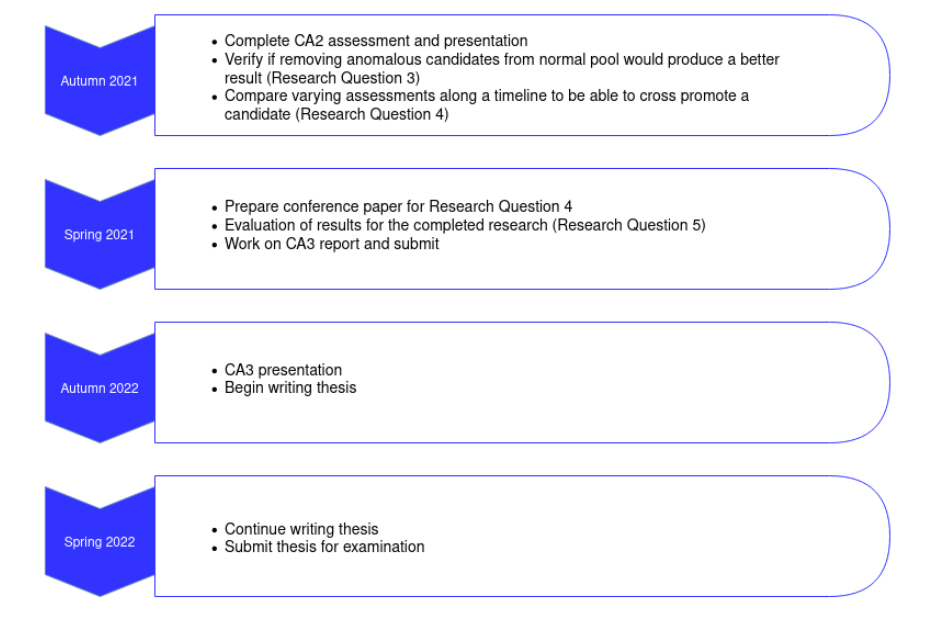 Autumn 2021
• Complete CA2 assessment and presentation
• Verify if removing anomalous candidates from normal pool would produce a better
result (Research Question 3)
• Compare varying assessments along a timeline to be able to cross promote a
candidate (Research Question 4)
Spring 2021
• Prepare conference paper for Research Question 4
• Evaluation of results for the completed research (Research Question 5)
• Work on CA3 report and submit
Autumn 2022
• CA3 presentation
• Begin writing thesis
Spring 2022
• Continue writing thesis
• Submit thesis for examination